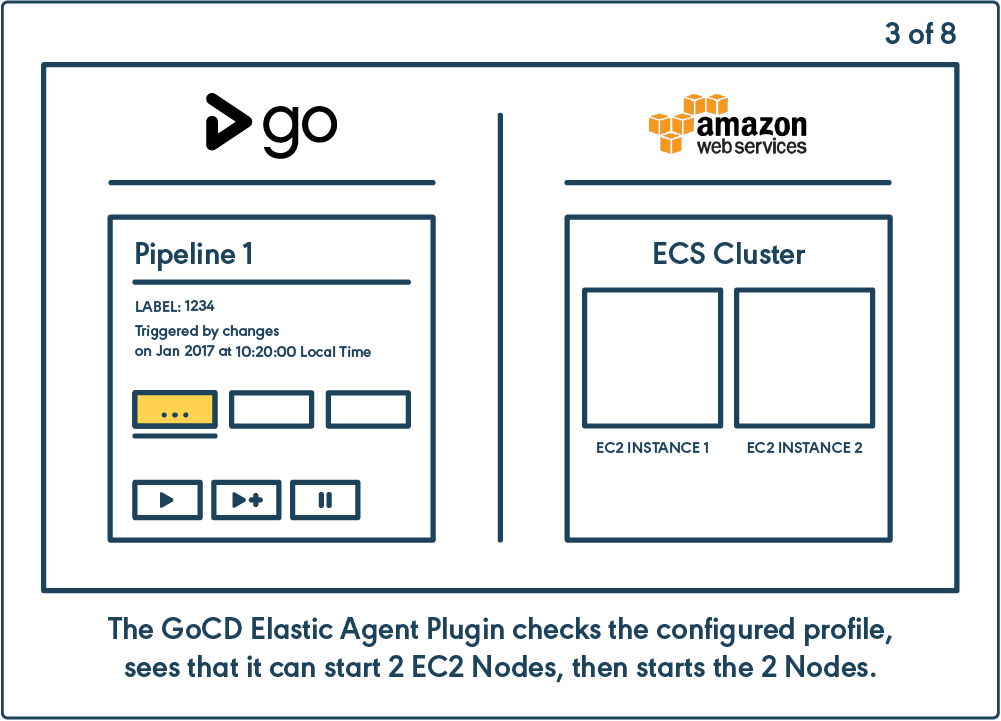 3 of 8
go
amazon
web services
Pipeline 1
LABEL: 1234
Triggered by changes
on Jan 2017 at 10:20:00 Local Time
...
ECS Cluster
EC2 INSTANCE 1
EC2 INSTANCE 2
The GoCD Elastic Agent Plugin checks the configured profile,
sees that it can start 2 EC2 Nodes, then starts the 2 Nodes.